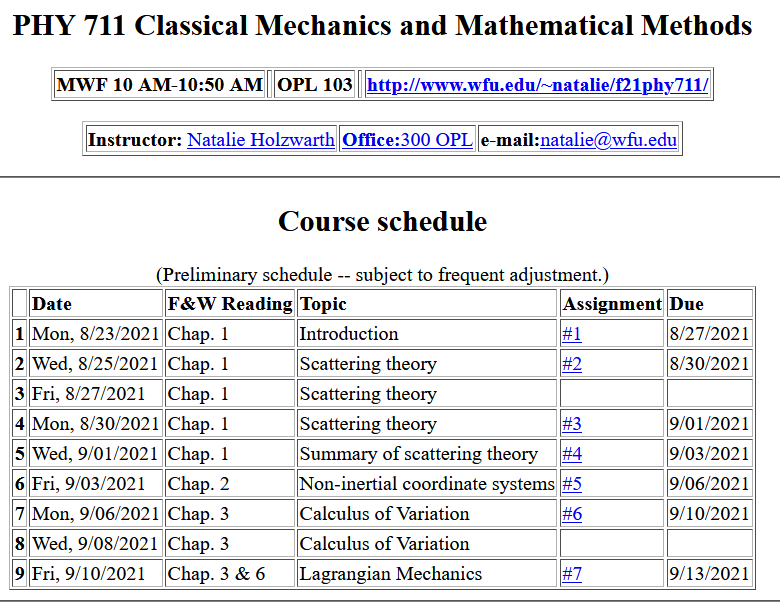 PHY 711 Classical Mechanics and Mathematical Methods
MWF 10 AM-10:50 AM OPL 103 http://www.wfu.edu/~natalie/f21phy711/
Instructor: Natalie Holzwarth Office:300 OPL e-mail:natalie@wfu.edu
Course schedule
(Preliminary schedule -- subject to frequent adjustment.)
Date F&W Reading Topic Assignment Due
1 Mon, 8/23/2021 Chap. 1 Introduction #1 8/27/2021
2 Wed, 8/25/2021 Chap. 1 Scattering theory #2 8/30/2021
3 Fri, 8/27/2021 Chap. 1 Scattering theory
4 Mon, 8/30/2021 Chap. 1 Scattering theory #3 9/01/2021
5 Wed, 9/01/2021 Chap. 1 Summary of scattering theory #4 9/03/2021
6 Fri, 9/03/2021 Chap. 2 Non-inertial coordinate systems #5 9/06/2021
7 Mon, 9/06/2021 Chap. 3 Calculus of Variation #6 9/10/2021
8 Wed, 9/08/2021 Chap. 3 Calculus of Variation
9 Fri, 9/10/2021 Chap. 3 & 6 Lagrangian Mechanics #7 9/13/2021